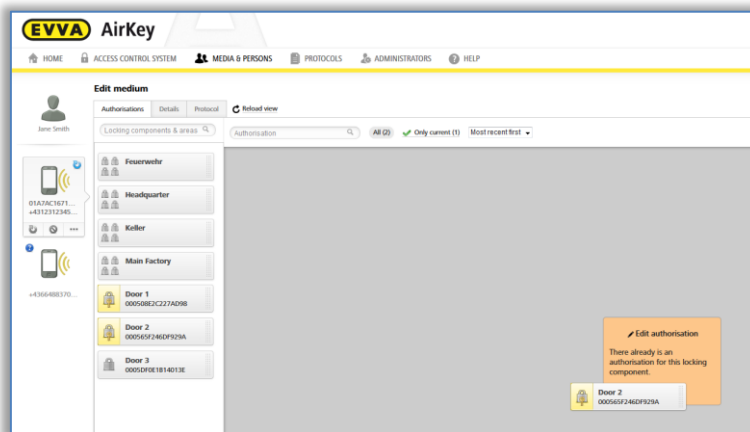 EVVA AirKey
HOME ACCESS CONTROL SYSTEM MEDIA & PERSONS PROTOCOLS ADMINISTRATORS HELP
Edit medium
Jane Smith
Authorisations Details Protocol Reload view
Locking components & areas
Authorisation All (2) Only current (1) Most recent first
Feuerwehr
Headquarter
Keller
Main Factory
Door 1
000508E2C227AD98
Door 2
000565F246DF929A
Door 3
0005DF0E1814013E
01A7AC1671...
+4312312345...
+4366488370...
Edit authorisation
There already is an
authorisation for this locking
component.
Door 2
000565F246DF929A